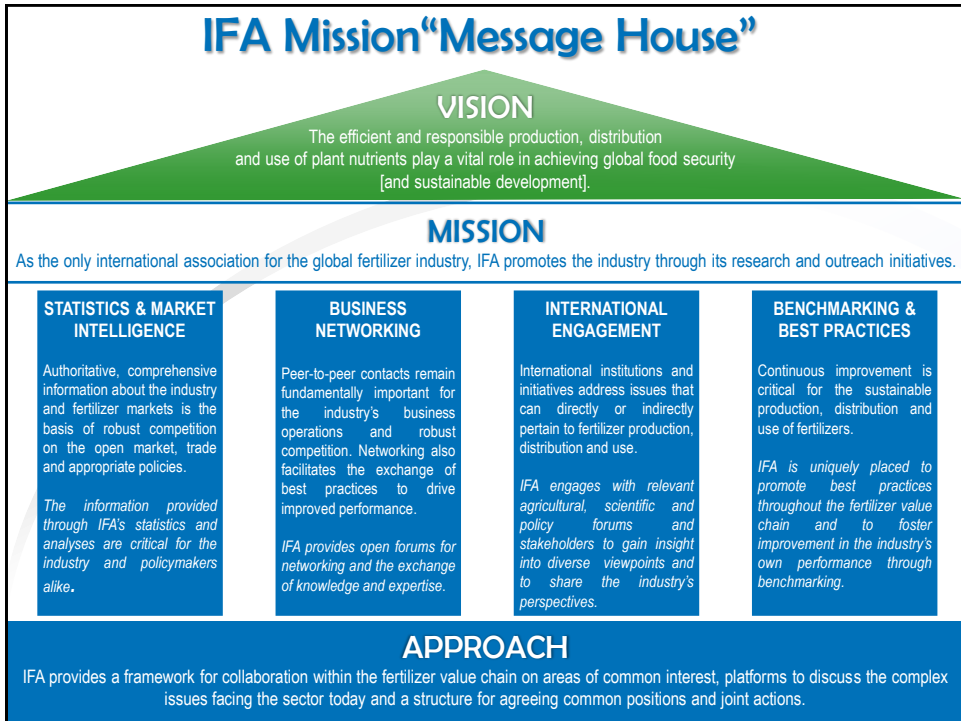 IFA Mission“Message House”
VISION
The efficient and responsible production, distribution
and use of plant nutrients play a vital role in achieving global food security
[and sustainable development].
MISSION
As the only international association for the global fertilizer industry, IFA promotes the industry through its research and outreach initiatives.
STATISTICS & MARKET
INTELLIGENCE
Authoritative, comprehensive
information about the industry
and fertilizer markets is the
basis of robust competition
on the open market, trade
and appropriate policies.
The information provided
through IFA’s statistics and
analyses are critical for the
industry and policymakers
alike.
BUSINESS
NETWORKING
Peer-to-peer contacts remain
fundamentally important for
the industry’s business
operations and robust
competition. Networking also
facilitates the exchange of
best practices to drive
improved performance.
IFA provides open forums for
networking and the exchange
of knowledge and expertise.
INTERNATIONAL
ENGAGEMENT
International institutions and
initiatives address issues that
can directly or indirectly
pertain to fertilizer production,
distribution and use.
IFA engages with relevant
agricultural, scientific and
policy forums and
stakeholders to gain insight
into diverse viewpoints and
to share the industry’s
perspectives.
BENCHMARKING &
BEST PRACTICES
Continuous improvement is
critical for the sustainable
production, distribution and
use of fertilizers.
IFA is uniquely placed to
promote best practices
throughout the fertilizer value
chain and to foster
improvement in the industry’s
own performance through
benchmarking.
APPROACH
IFA provides a framework for collaboration within the fertilizer value chain on areas of common interest, platforms to discuss the complex
issues facing the sector today and a structure for agreeing common positions and joint actions.